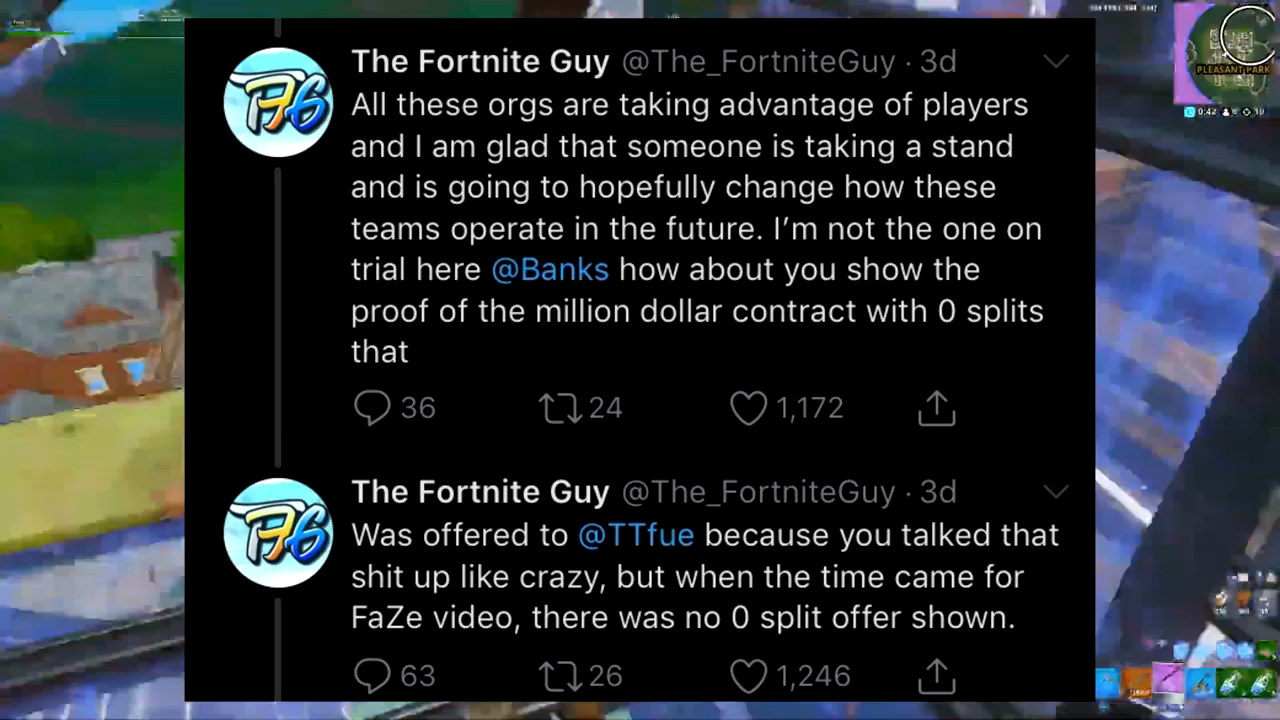 The Fortnite Guy @The_FortniteGuy · 3d
All these orgs are taking advantage of players
and I am glad that someone is taking a stand
and is going to hopefully change how these
teams operate in the future. I’m not the one on
trial here @Banks how about you show the
proof of the million dollar contract with 0 splits
that
36 24 1,172
The Fortnite Guy @The_FortniteGuy · 3d
Was offered to @TTfue because you talked that
shit up like crazy, but when the time came for
FaZe video, there was no 0 split offer shown.
63 26 1,246
PLEASANT PARK
0:42